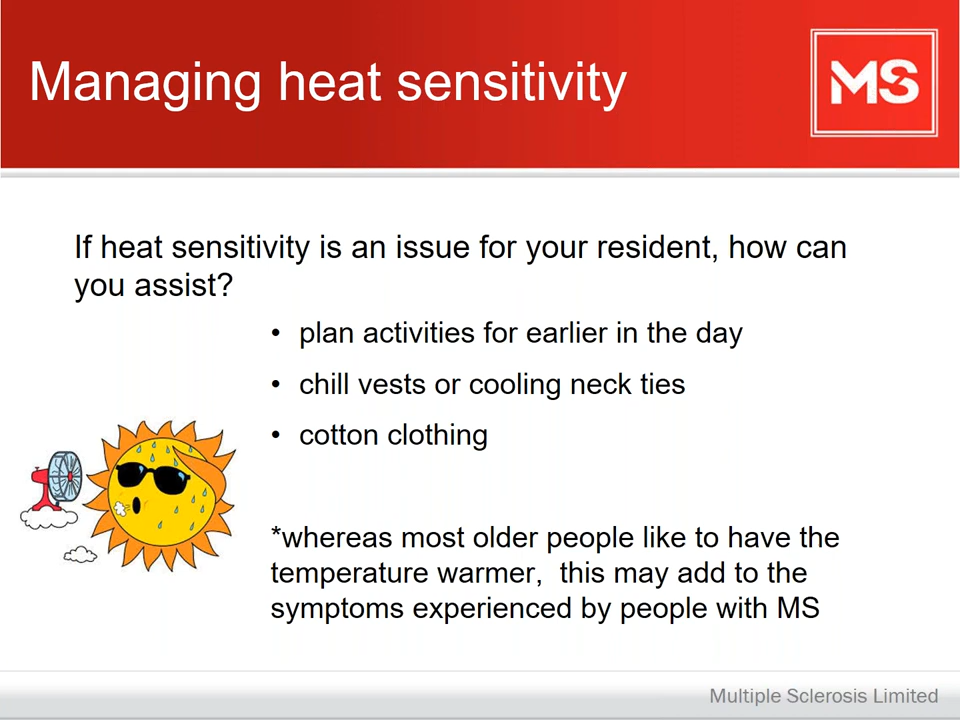 Managing heat sensitivity
MS
If heat sensitivity is an issue for your resident, how can
you assist?
• plan activities for earlier in the day
• chill vests or cooling neck ties
• cotton clothing
*whereas most older people like to have the
temperature warmer,  this may add to the
symptoms experienced by people with MS
Multiple Sclerosis Limited